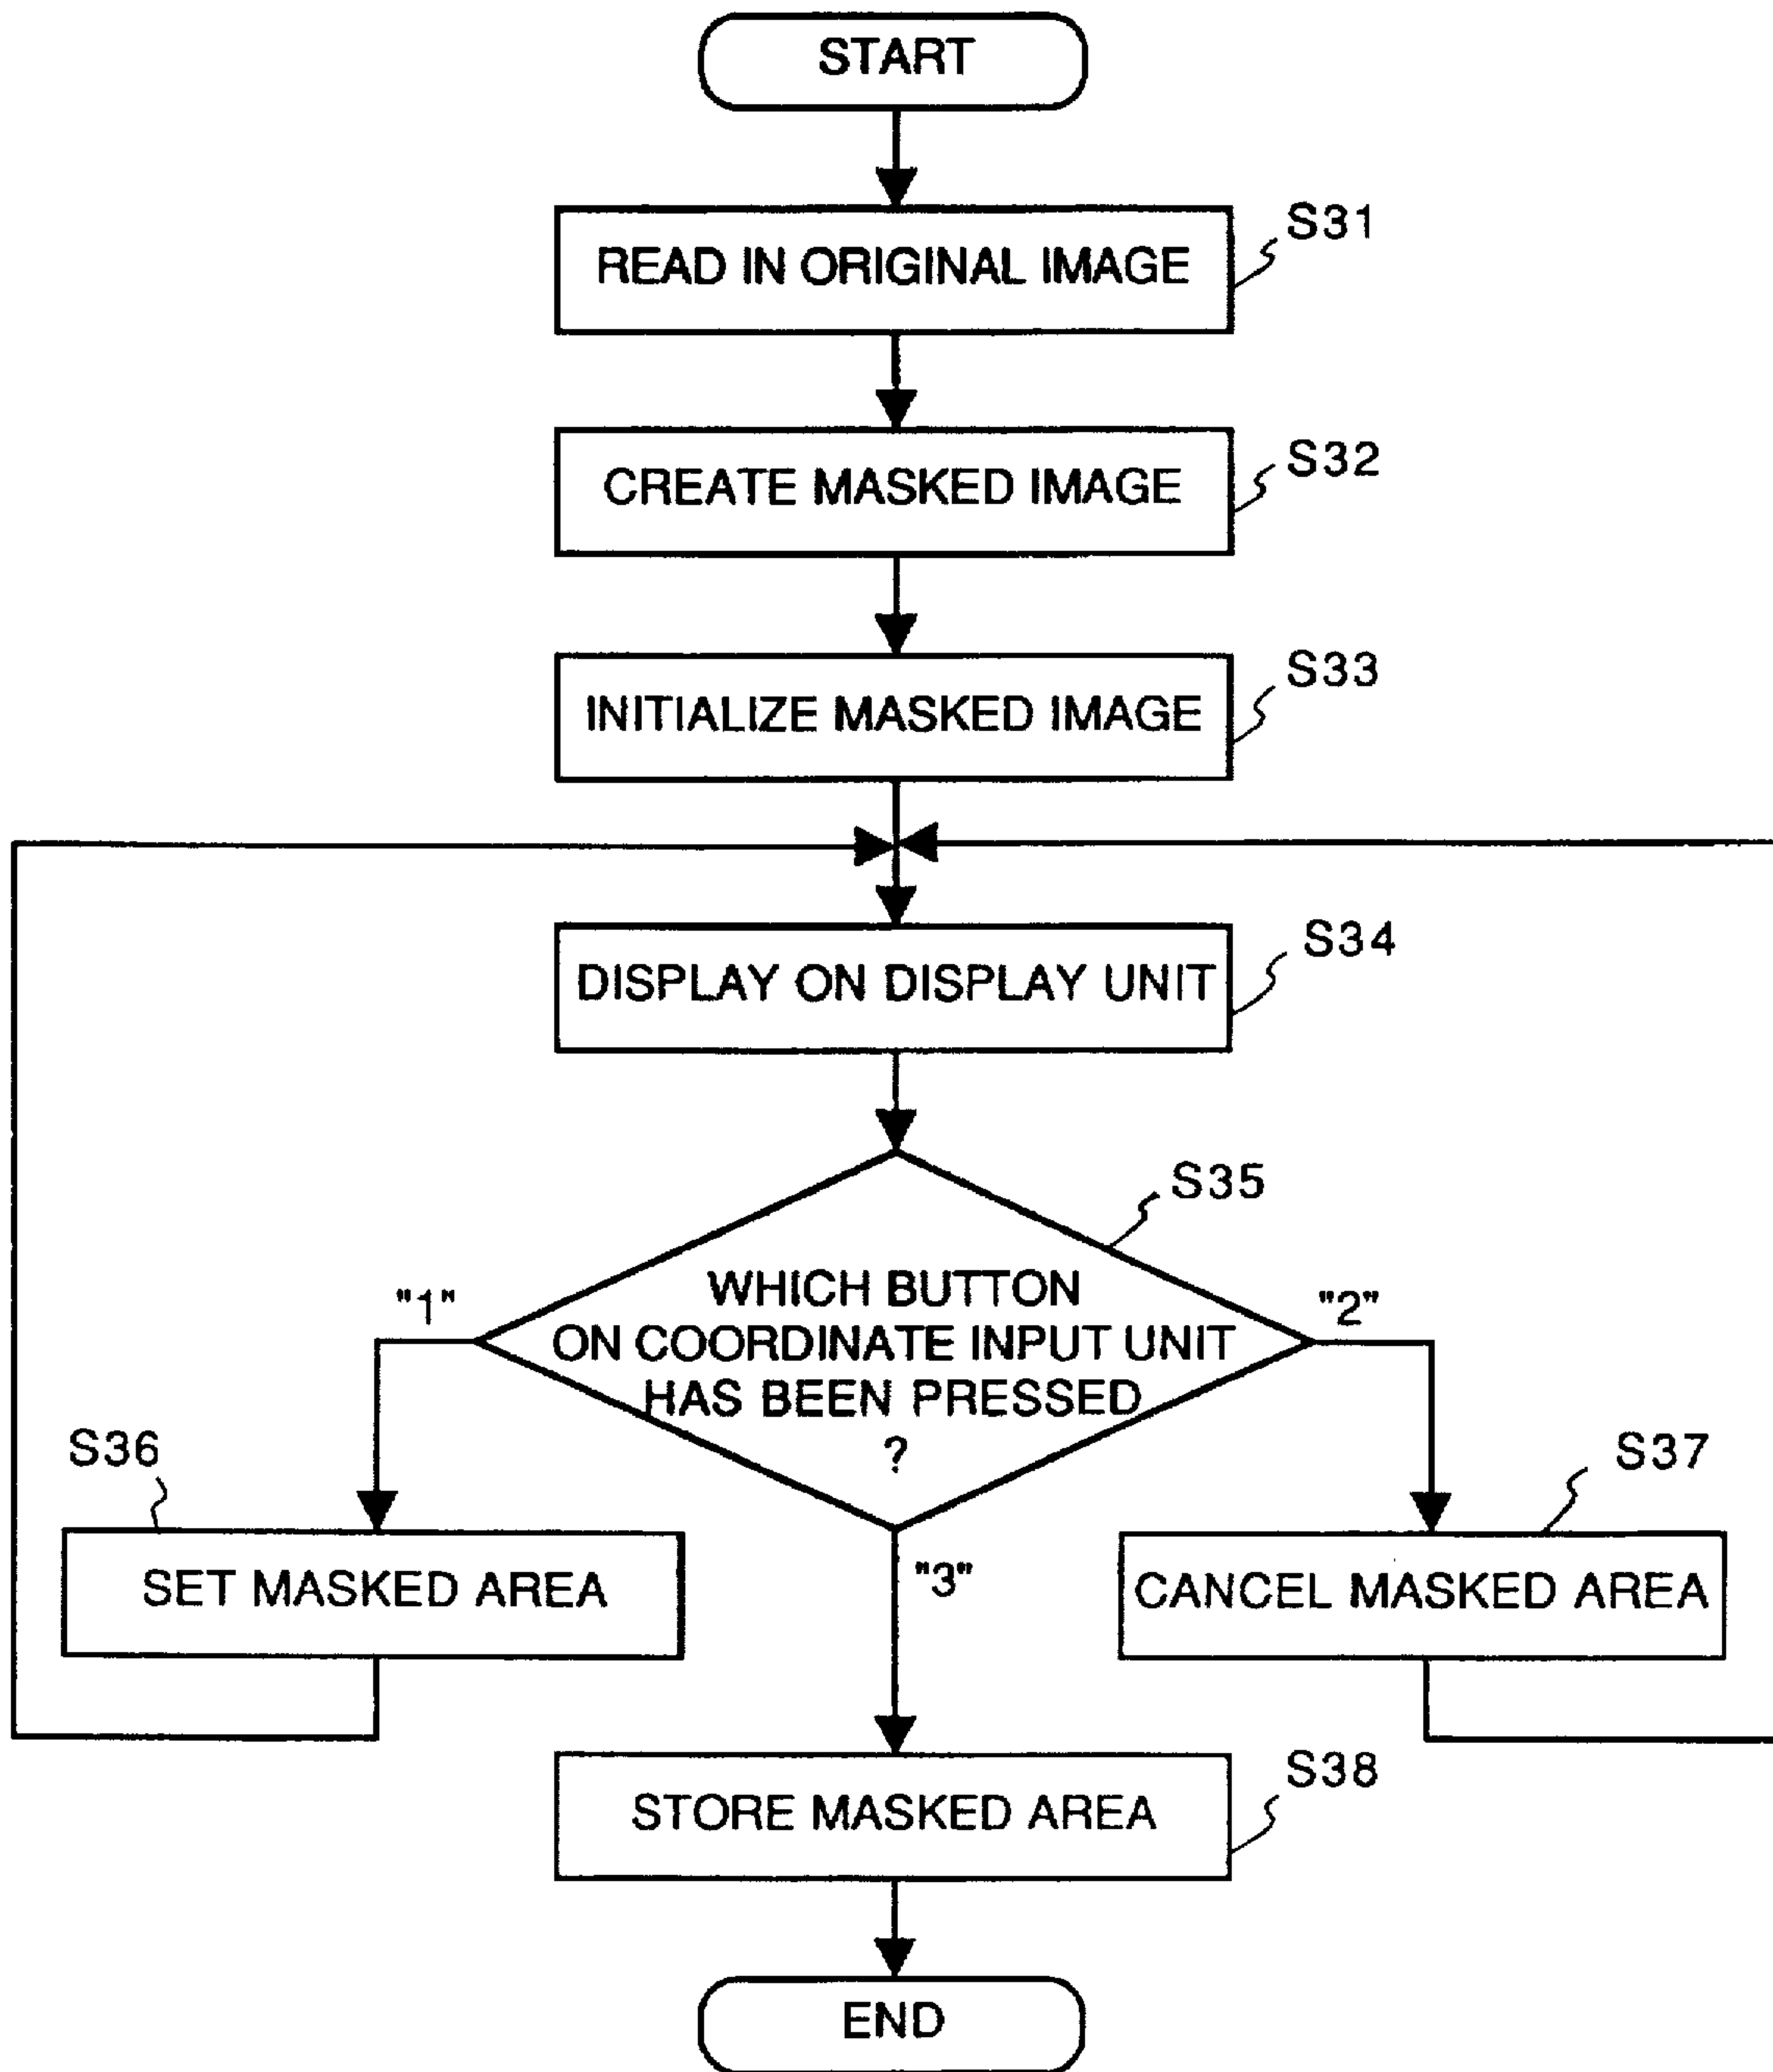 START
READ IN ORIGINAL IMAGE
S31
CREATE MASKED IMAGE
S32
INITIALIZE MASKED IMAGE
S33
DISPLAY ON DISPLAY UNIT
S34
S35
WHICH BUTTON
ON COORDINATE INPUT UNIT
HAS BEEN PRESSED
?
"1"
"2"
"3"
S36
SET MASKED AREA
S37
CANCEL MASKED AREA
STORE MASKED AREA
S38
END